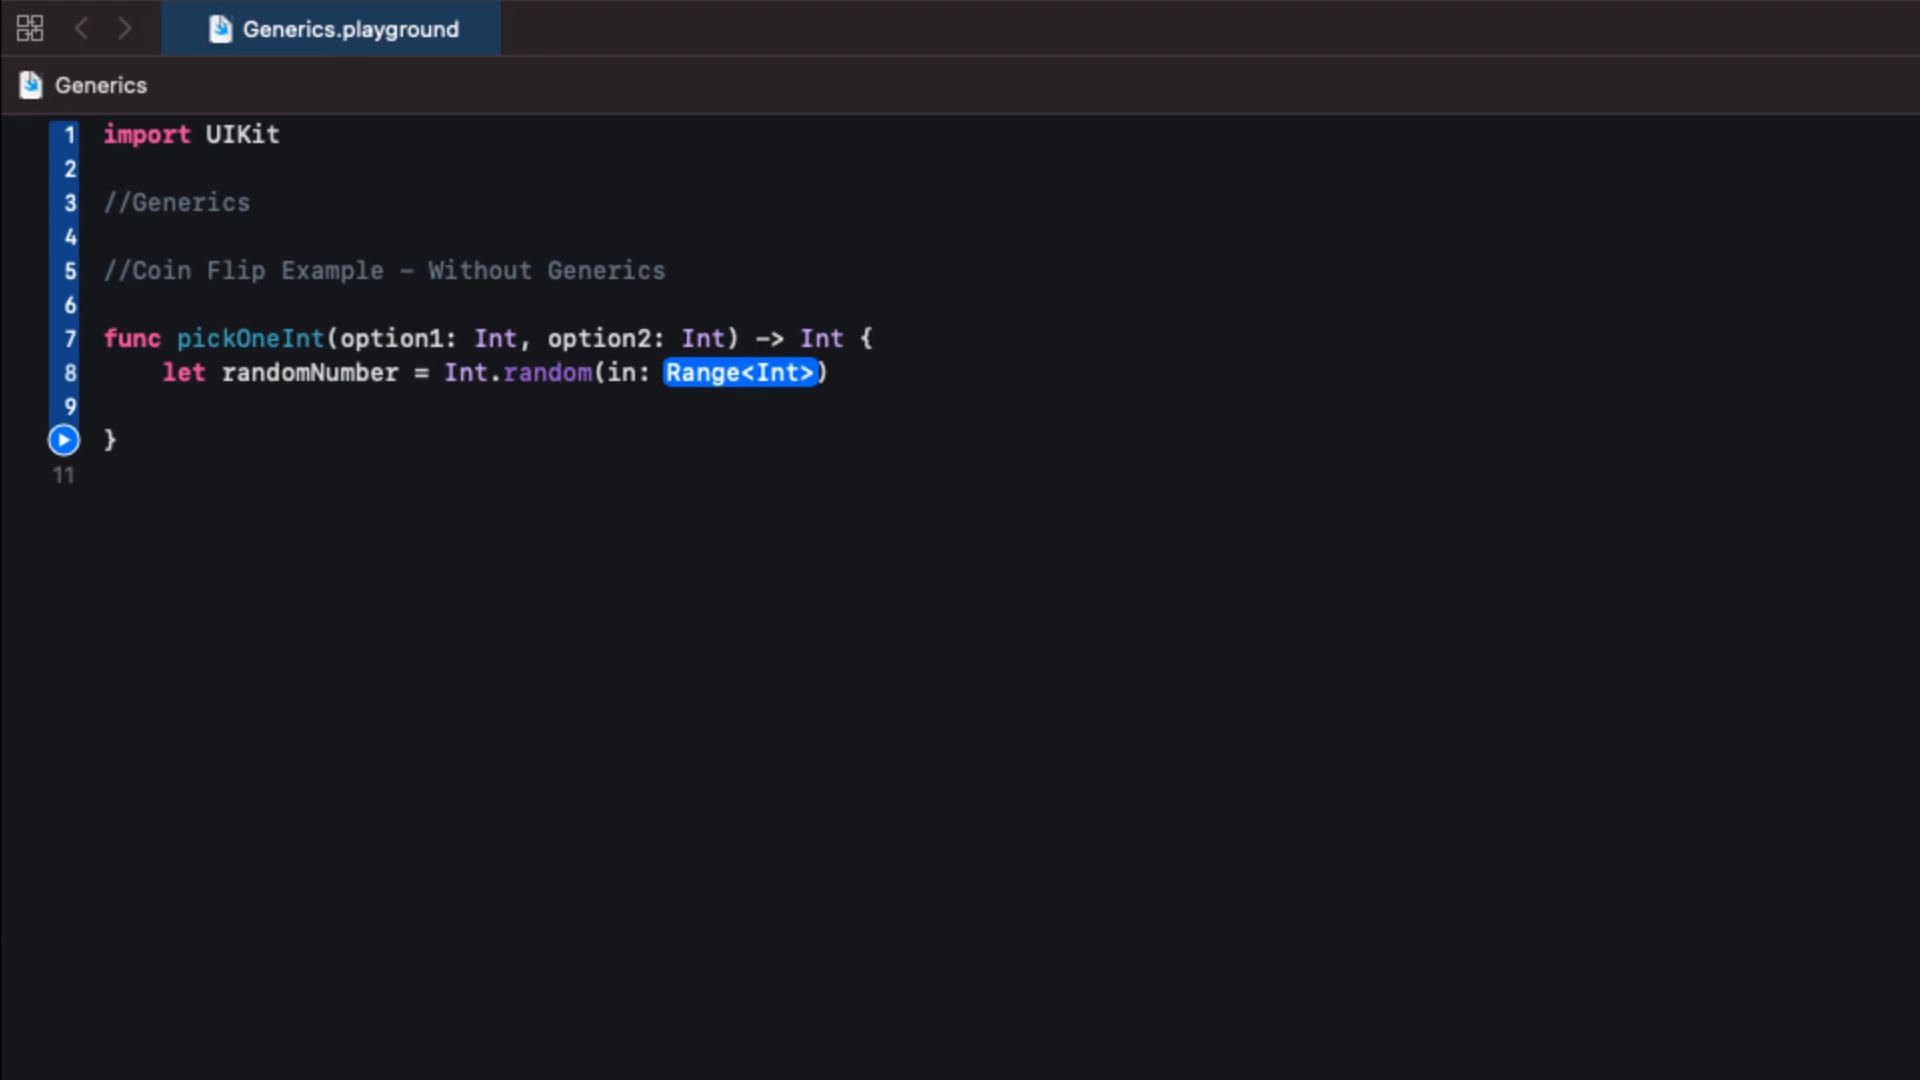 Generics.playground
Generics
1 import UIKit
2
3 //Generics
4
5 //Coin Flip Example - Without Generics
6
7 func pickOneInt(option1: Int, option2: Int) -> Int {
8     let randomNumber = Int.random(in: Range<Int>)
9
}
11